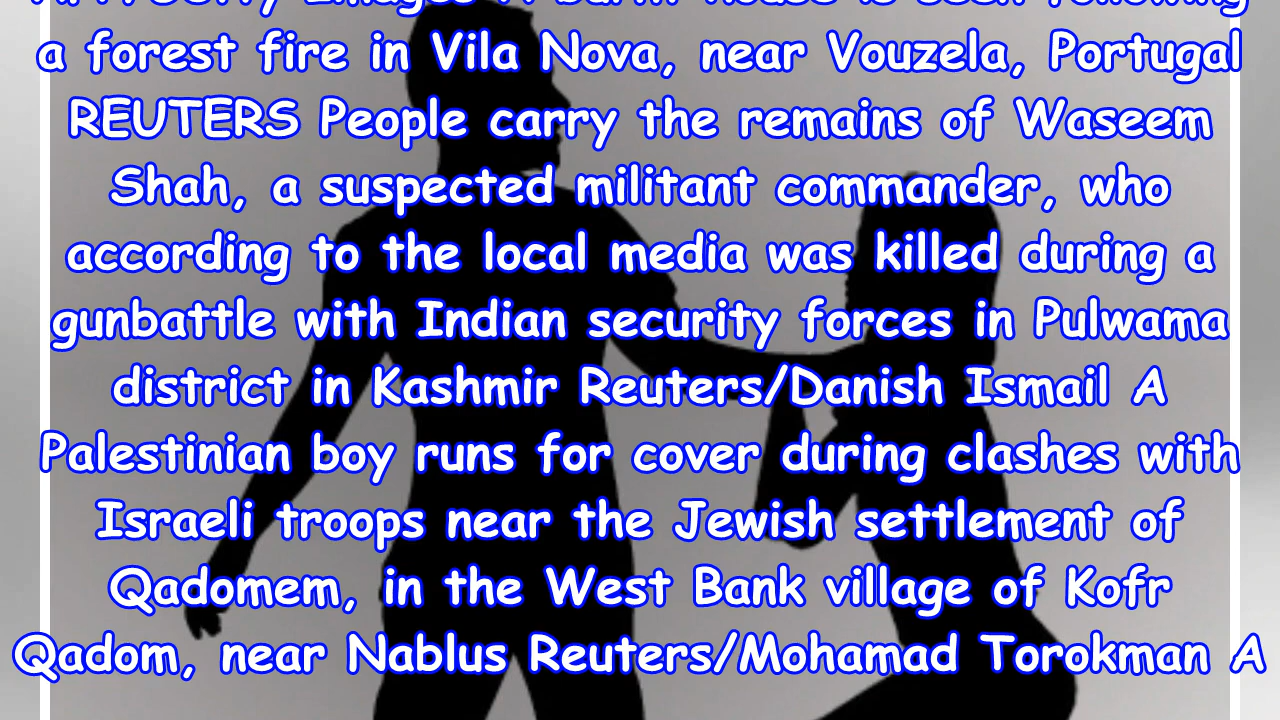 a forest fire in Vila Nova, near Vouzela, Portugal
REUTERS People carry the remains of Waseem
Shah, a suspected militant commander, who
according to the local media was killed during a
gunbattle with Indian security forces in Pulwama
district in Kashmir Reuters/Danish Ismail A
Palestinian boy runs for cover during clashes with
Israeli troops near the Jewish settlement of
Qadomem, in the West Bank village of Kofr
Qadom, near Nablus Reuters/Mohamad Torokman A